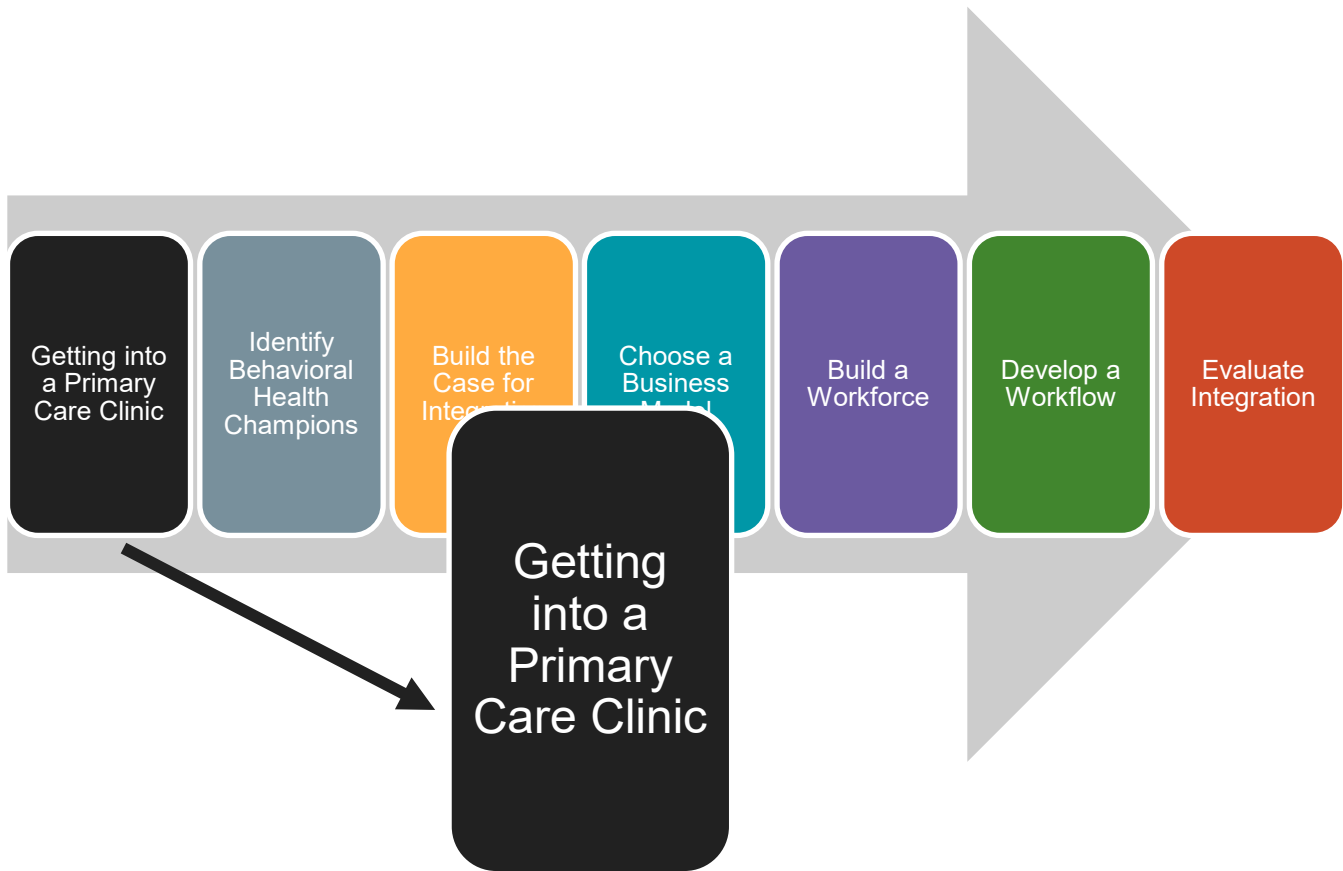 Getting into
a Primary
Care Clinic
Identify
Behavioral
Health
Champions
Build the
Case for
Choose a
Business
Build a
Workforce
Develop a
Workflow
Evaluate
Integration
Getting
into a
Primary
Care Clinic